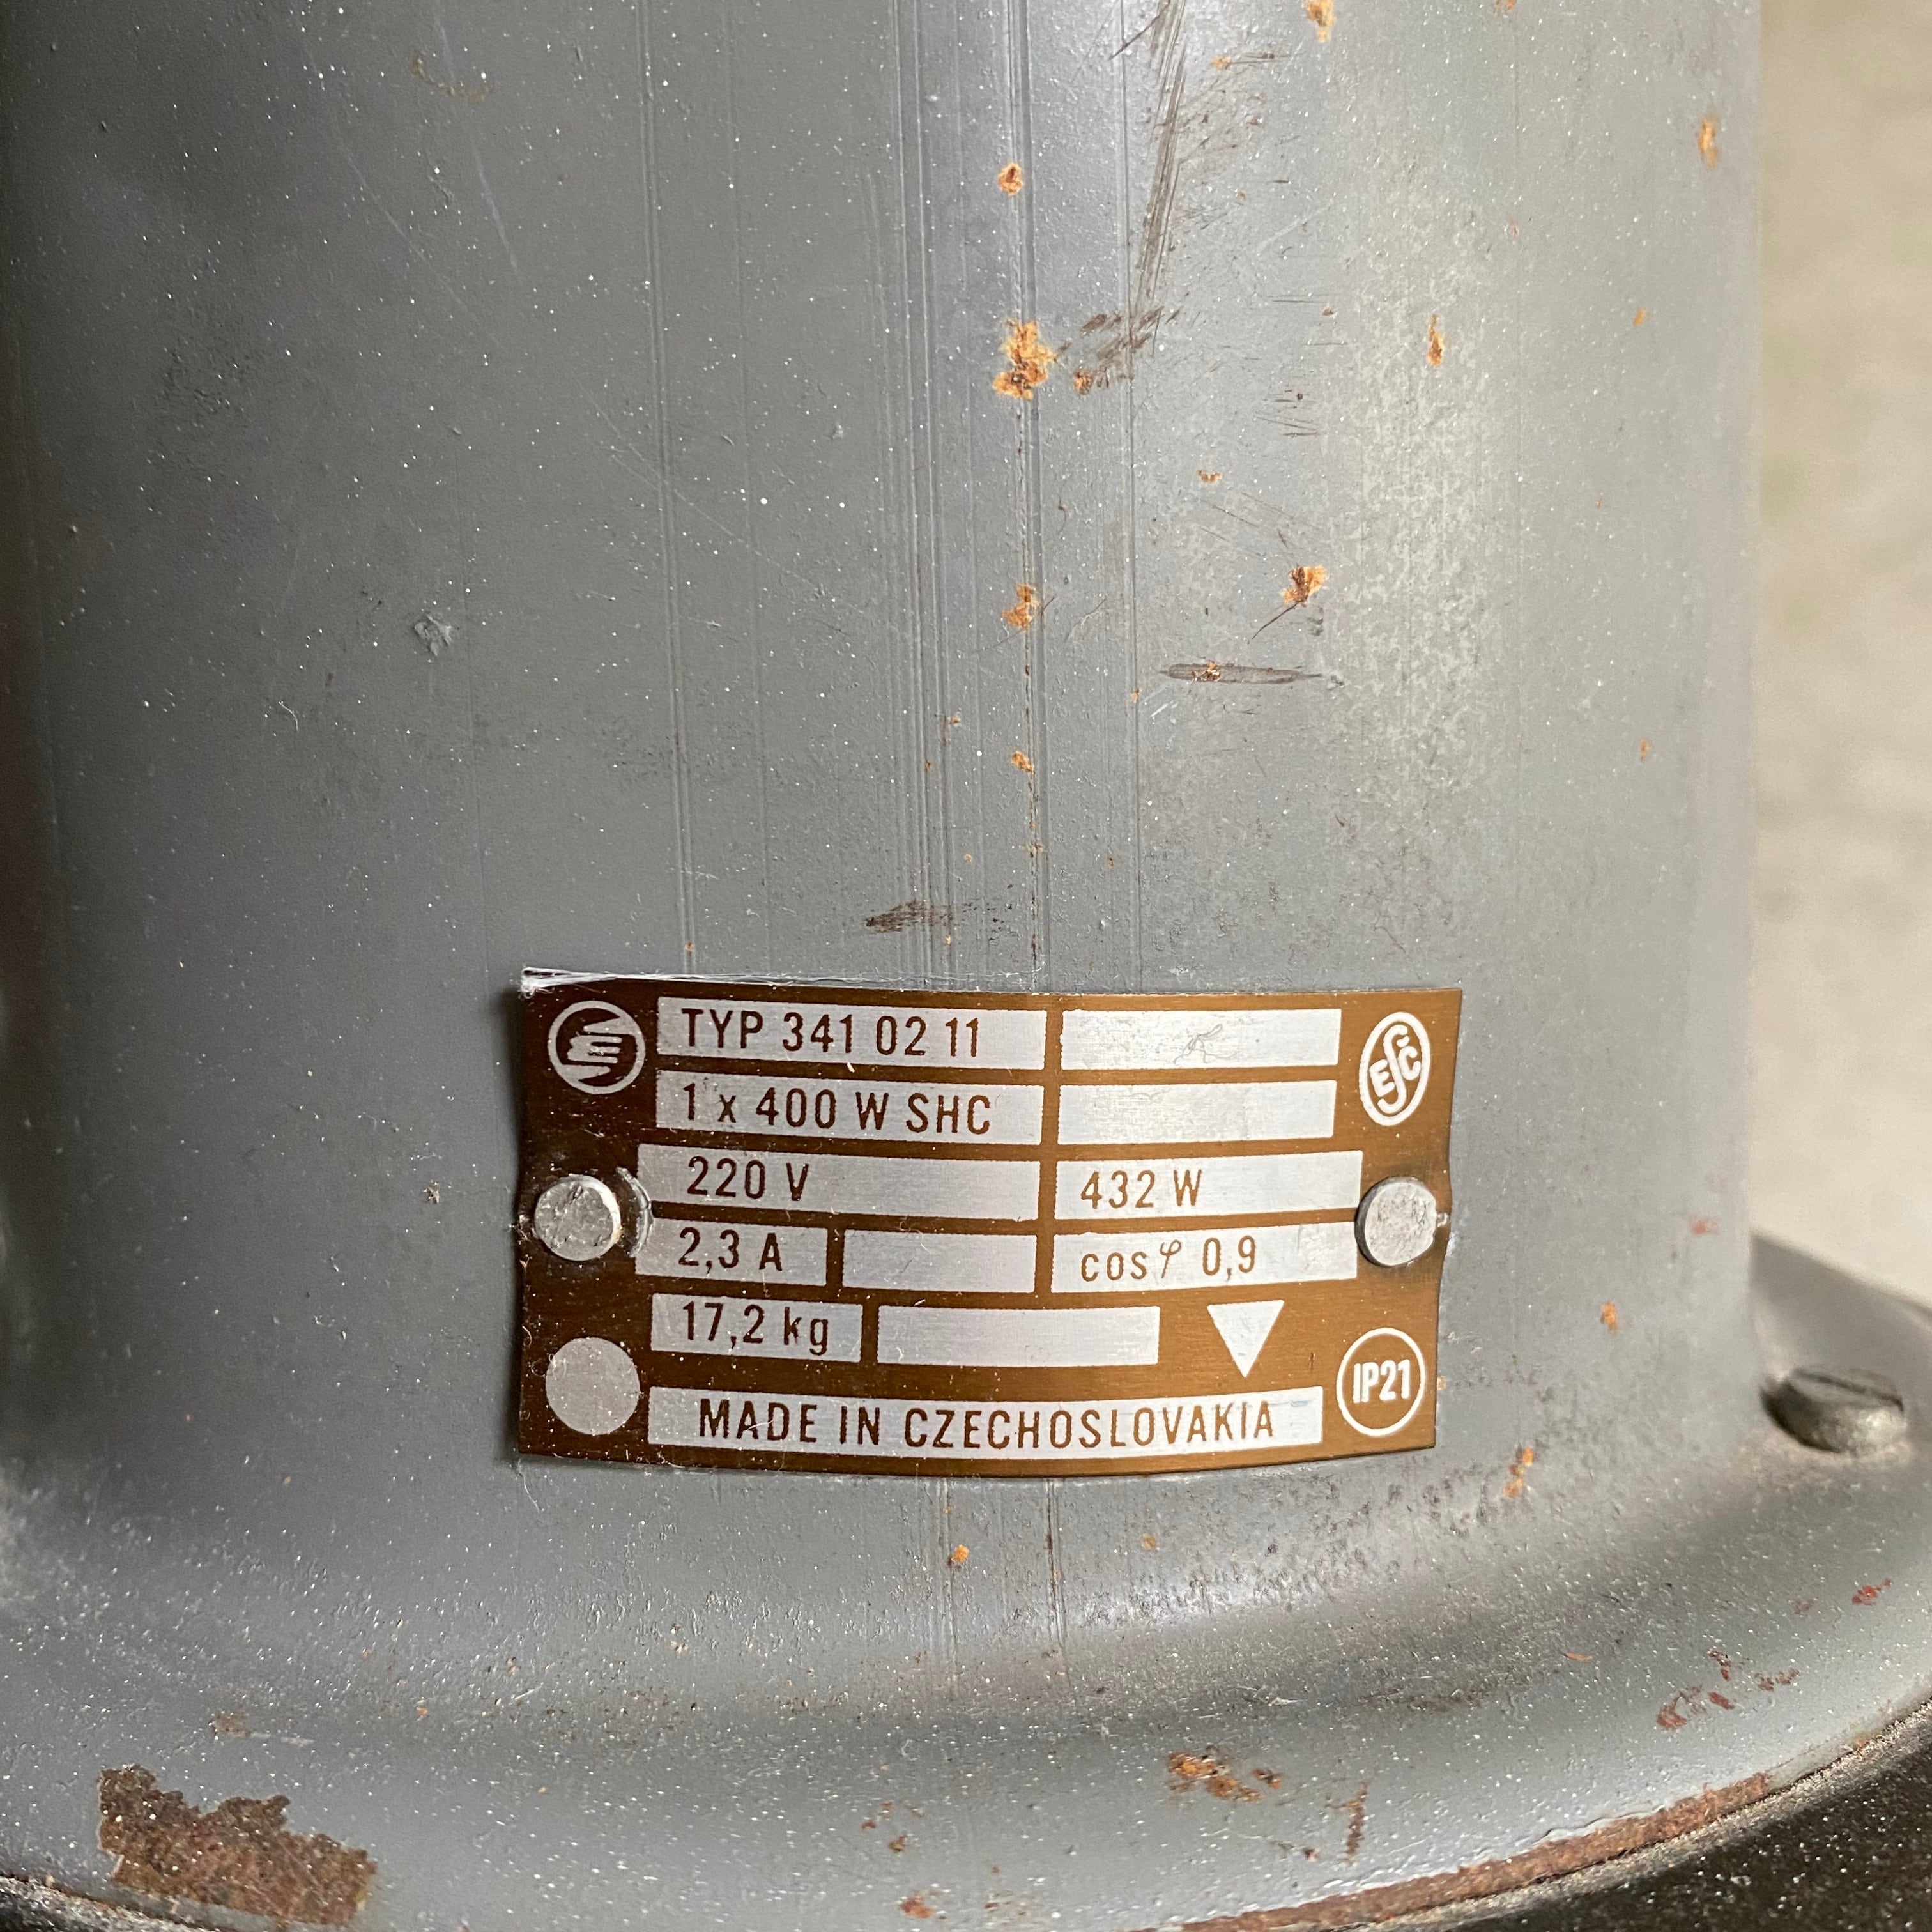 TYP 341 02 11
1 x 400 W SHC
220 V 432 W
2,3 A cos φ 0,9
17,2 kg
MADE IN CZECHOSLOVAKIA
EŠČ
IP21